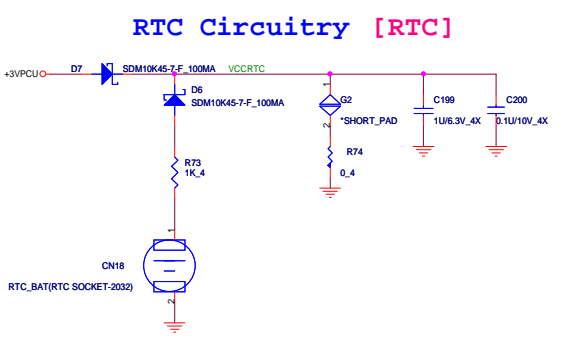 RTC Circuitry [RTC]
+3VPCU
D7
SDM10K45-7-F_100MA
VCCRTC
D6
SDM10K45-7-F_100MA
1
G2
*SHORT_PAD
2
C199
1U/6.3V_4X
C200
0.1U/10V_4X
R74
0_4
R73
1K_4
1
CN18
RTC_BAT(RTC SOCKET-2032)
2